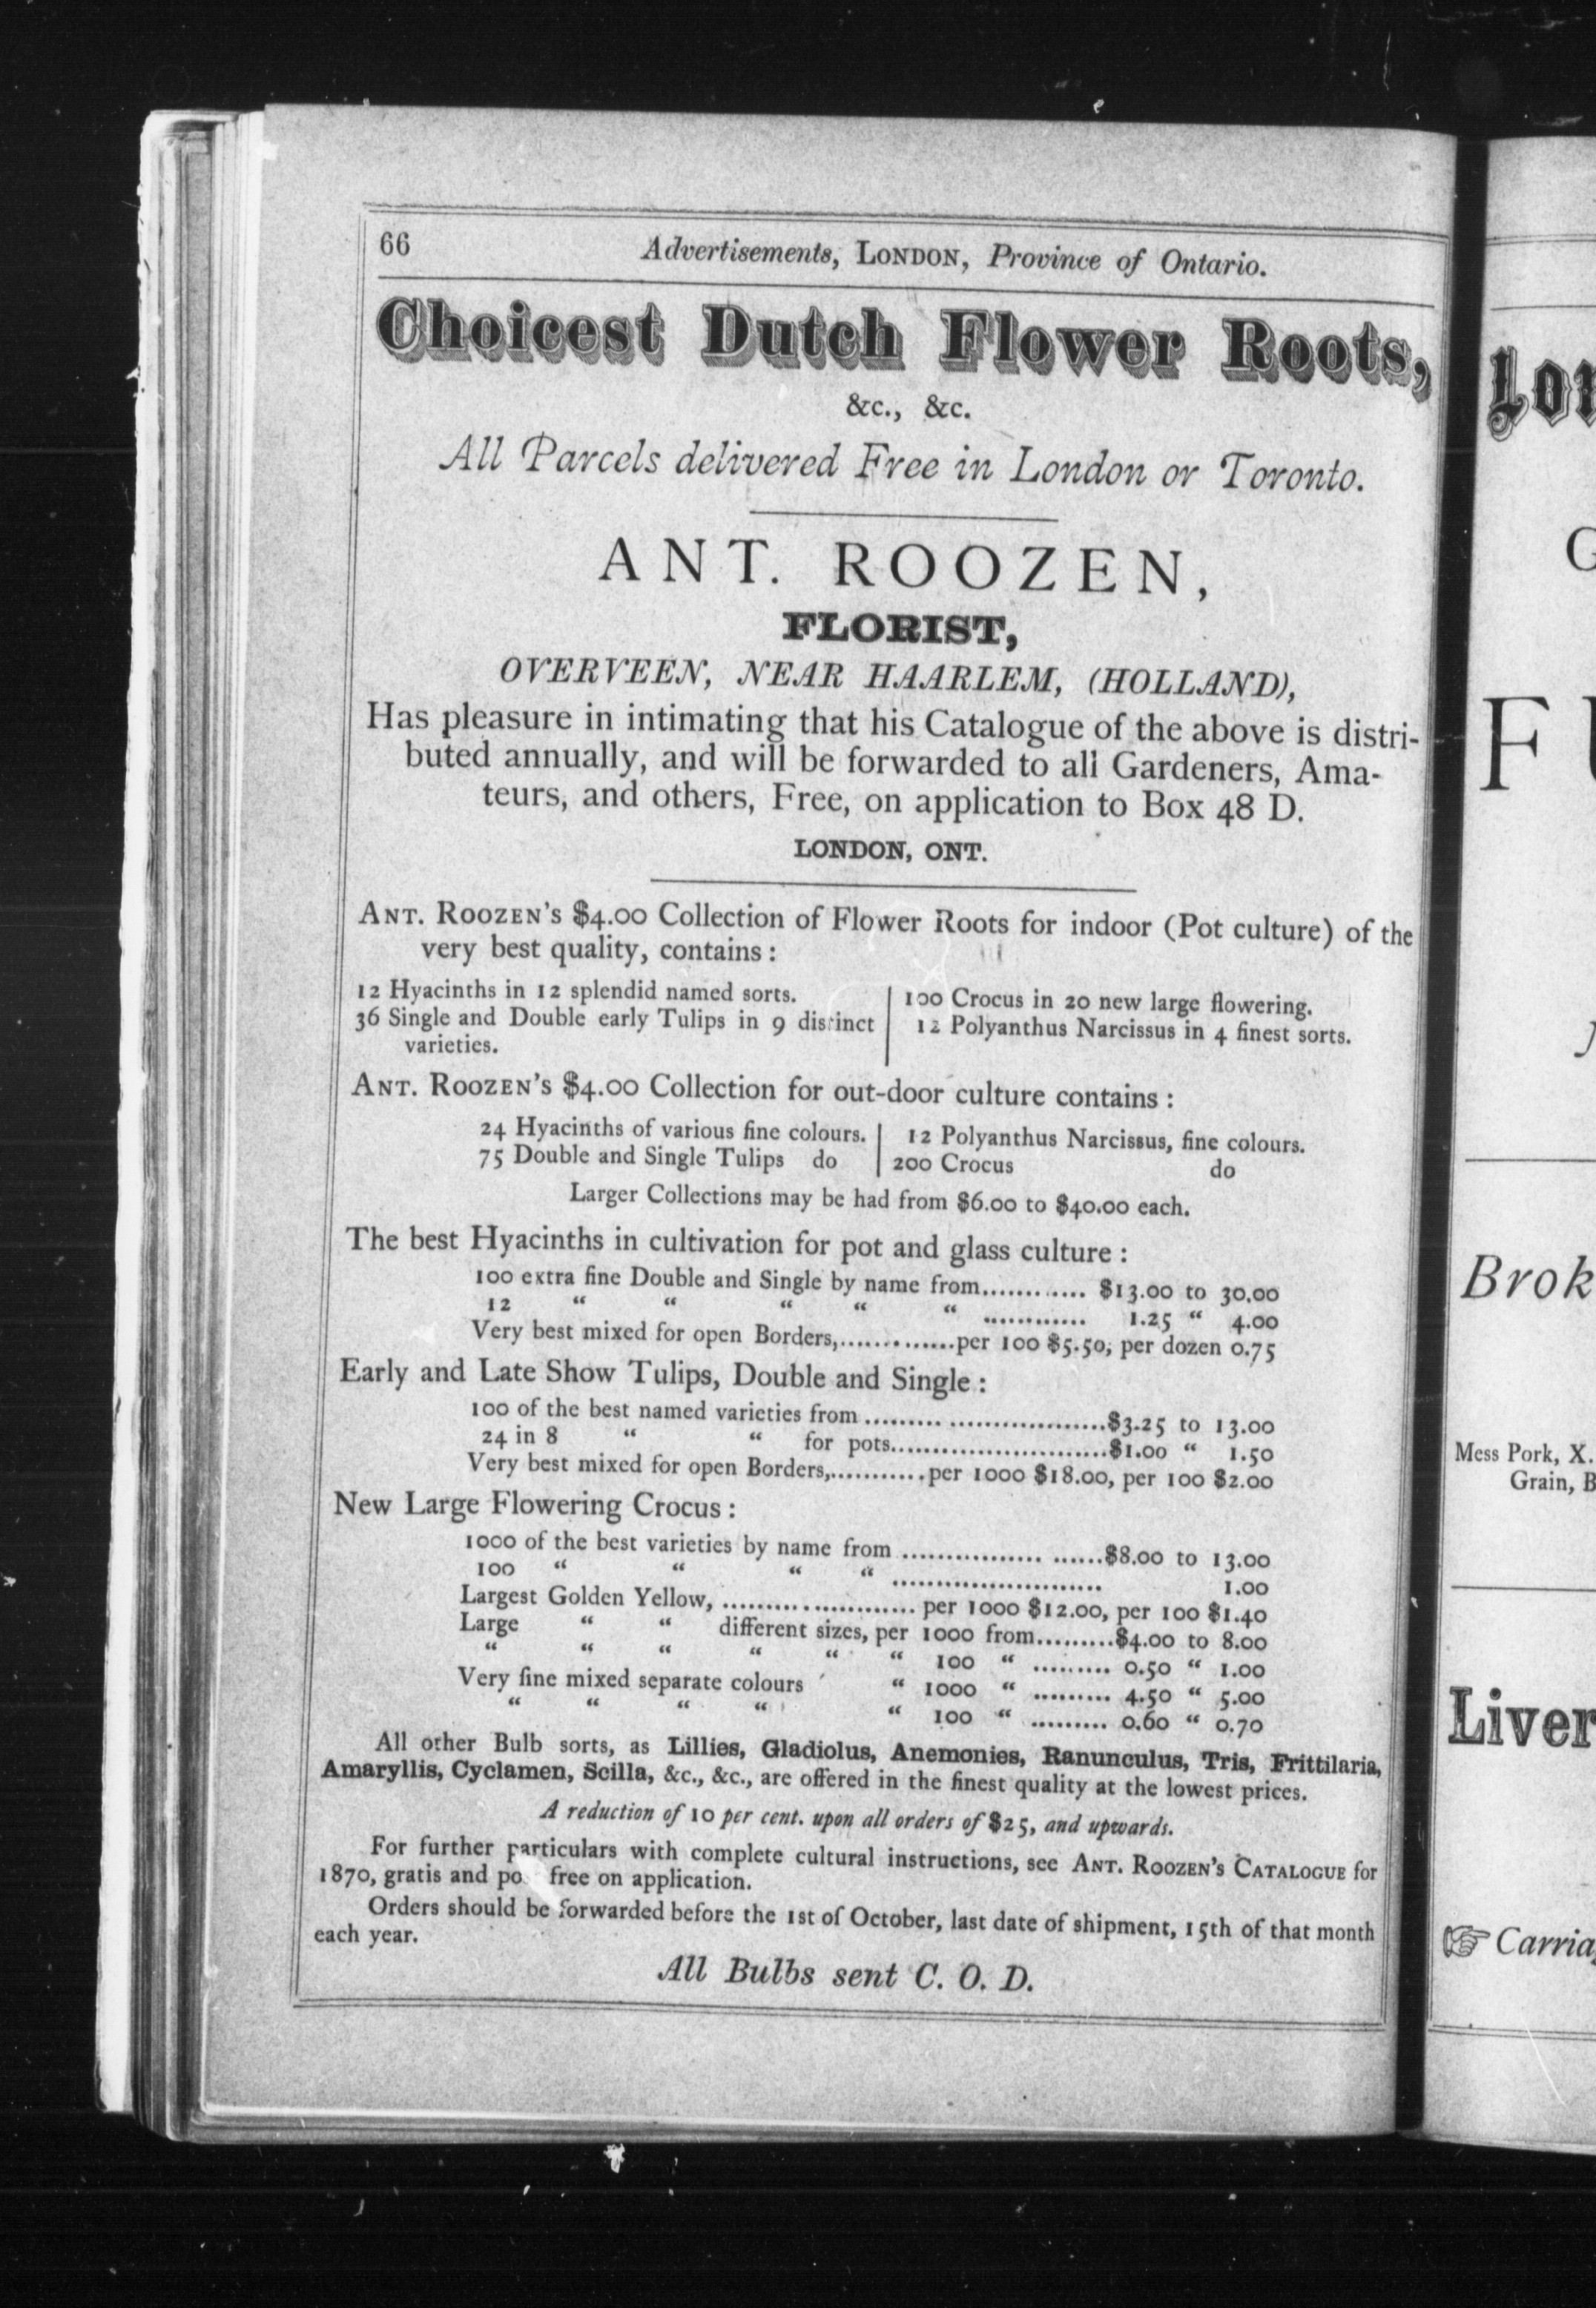 66
Advertisements, LONDON, Province of Ontario.
Choicest Dutch Flower Roots,
&c., &c.
All Parcels delivered Free in London or Toronto.
ANT. ROOZEN,
FLORIST,
OVERVEEN, NEAR HAARLEM, (HOLLAND),
Has pleasure in intimating that his Catalogue of the above is distri-
buted annually, and will be forwarded to all Gardeners, Ama-
teurs, and others, Free, on application to Box 48 D.
LONDON, ONT.
ANT. ROOZEN'S $4.00 Collection of Flower Roots for indoor (Pot culture) of the
very best quality, contains:
12 Hyacinths in 12 splendid named sorts.
36 Single and Double early Tulips in 9 distinct
varieties.
100 Crocus in 20 new large flowering.
12 Polyanthus Narcissus in 4 finest sorts.
ANT. ROOZEN'S $4.00 Collection for out-door culture contains:
24 Hyacinths of various fine colours.
75 Double and Single Tulips do
12 Polyanthus Narcissus, fine colours.
200 Crocus do
Larger Collections may be had from $6.00 to $40.00 each.
The best Hyacinths in cultivation for pot and glass culture:
100 extra fine Double and Single by name from............ $13.00 to 30.00
12 " " " " " ............ 1.25 " 4.00
Very best mixed for open Borders,.............per 100 $5.50, per dozen 0.75
Early and Late Show Tulips, Double and Single:
100 of the best named varieties from ......... ..................$3.25 to 13.00
24 in 8 " " for pots..........................$1.00 " 1.50
Very best mixed for open Borders,...........per 1000 $18.00, per 100 $2.00
New Large Flowering Crocus:
1000 of the best varieties by name from ................ ......$8.00 to 13.00
100 " " " " ......................... 1.00
Largest Golden Yellow, ....................... per 1000 $12.00, per 100 $1.40
Large " " different sizes, per 1000 from.........$4.00 to 8.00
" " " " " " 100 " ......... 0.50 " 1.00
Very fine mixed separate colours " 1000 " ......... 4.50 " 5.00
" " " " " 100 " ......... 0.60 " 0.70
All other Bulb sorts, as Lillies, Gladiolus, Anemonies, Ranunculus, Tris, Frittilaria,
Amaryllis, Cyclamen, Scilla, &c., &c., are offered in the finest quality at the lowest prices.
A reduction of 10 per cent. upon all orders of $25, and upwards.
For further particulars with complete cultural instructions, see ANT. ROOZEN'S CATALOGUE for
1870, gratis and po free on application.
Orders should be forwarded before the 1st of October, last date of shipment, 15th of that month
each year.
All Bulbs sent C. O. D.
Lon
G
F
Brok
Mess Pork, X.
Grain, B
Liver
Carria